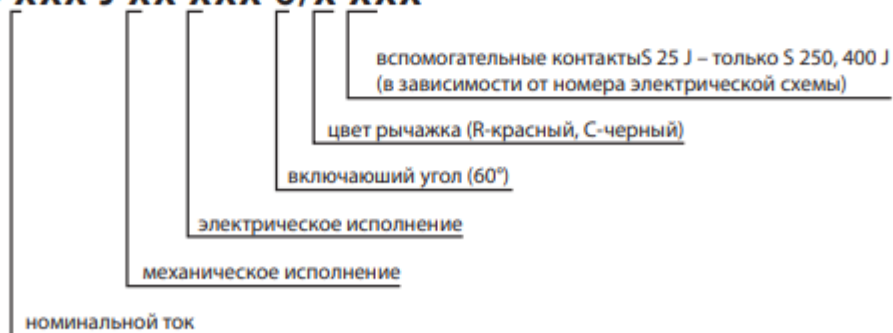 вспомогательные контактыS 25 J – только S 250, 400 J
(в зависимости от номера электрической схемы)
цвет рычажка (R-красный, C-черный)
включаюший угол (60°)
электрическое исполнение
механическое исполнение
номинальной ток